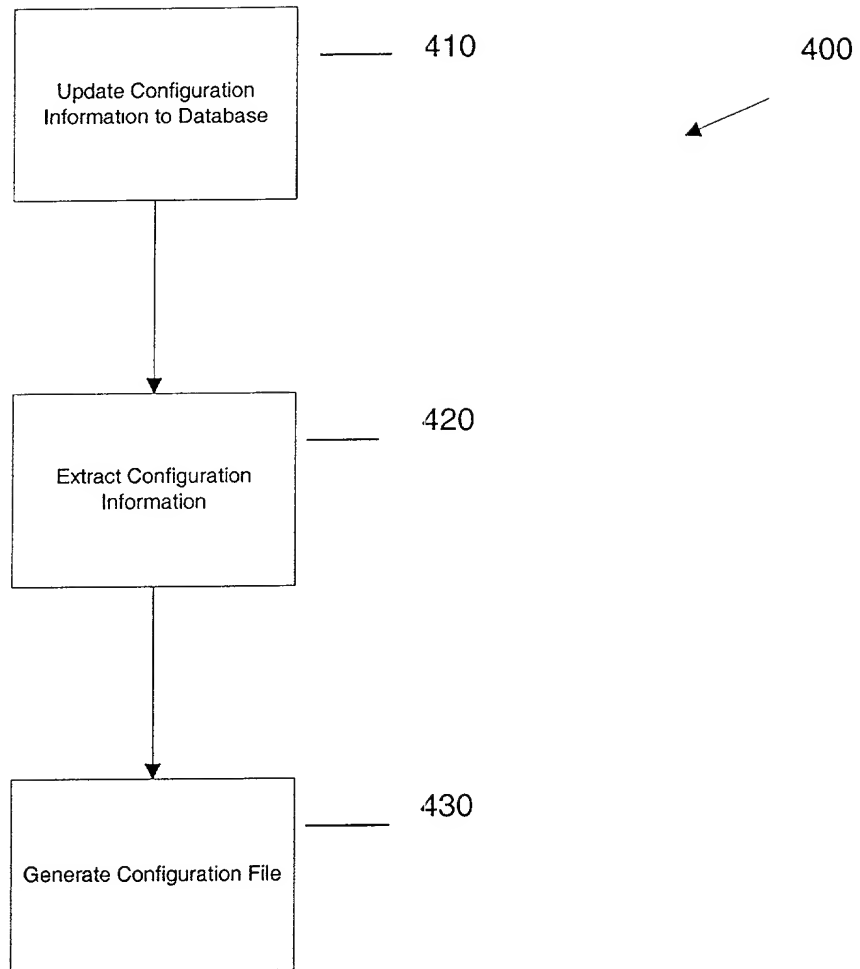 410
400
Update Configuration
Information to Database
420
Extract Configuration
Information
430
Generate Configuration File